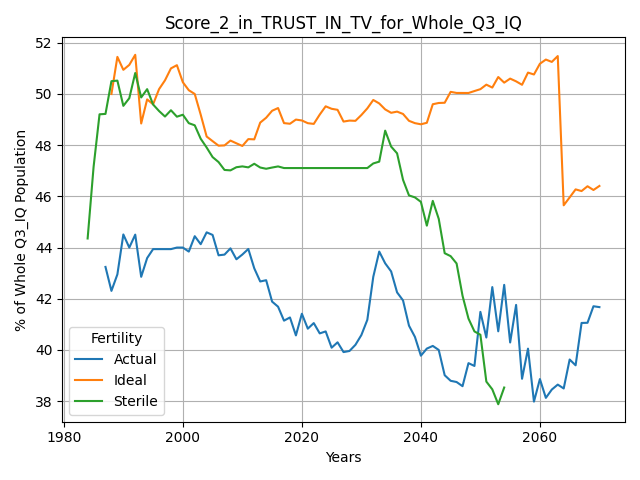 Score_2_in_TRUST_IN_TV_for_Whole_Q3_IQ
% of Whole Q3_IQ Population
52
50
48
46
44
42
40
38
Fertility
Actual
Ideal
Sterile
1980 2000 2020 2040 2060
Years